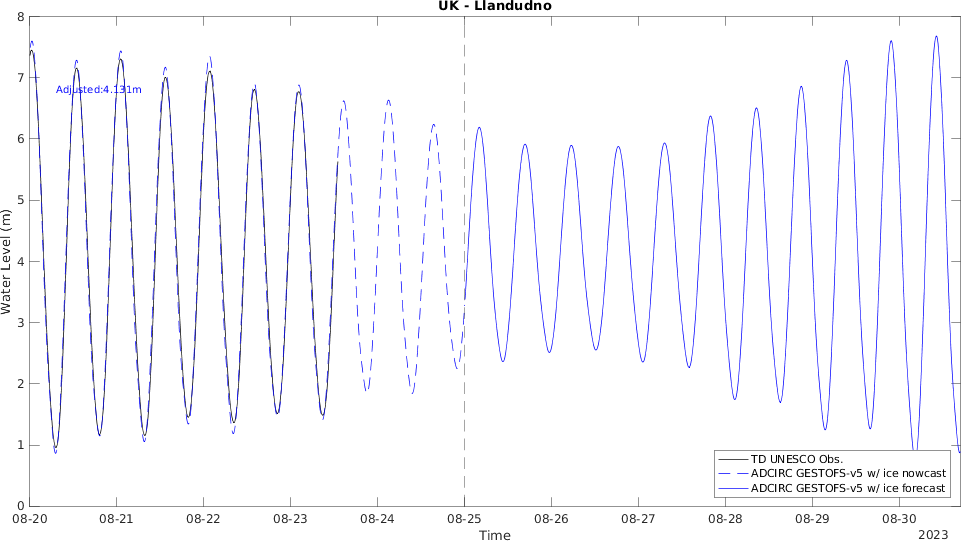 UK - Llandudno
8
7
6
5
4
3
2
1
0
Water Level (m)
Adjusted:4.131m
TD UNESCO Obs.
ADCIRC GESTOFS-v5 w/ ice nowcast
ADCIRC GESTOFS-v5 w/ ice forecast
08-20 08-21 08-22 08-23 08-24 08-25 08-26 08-27 08-28 08-29 08-30
Time
2023